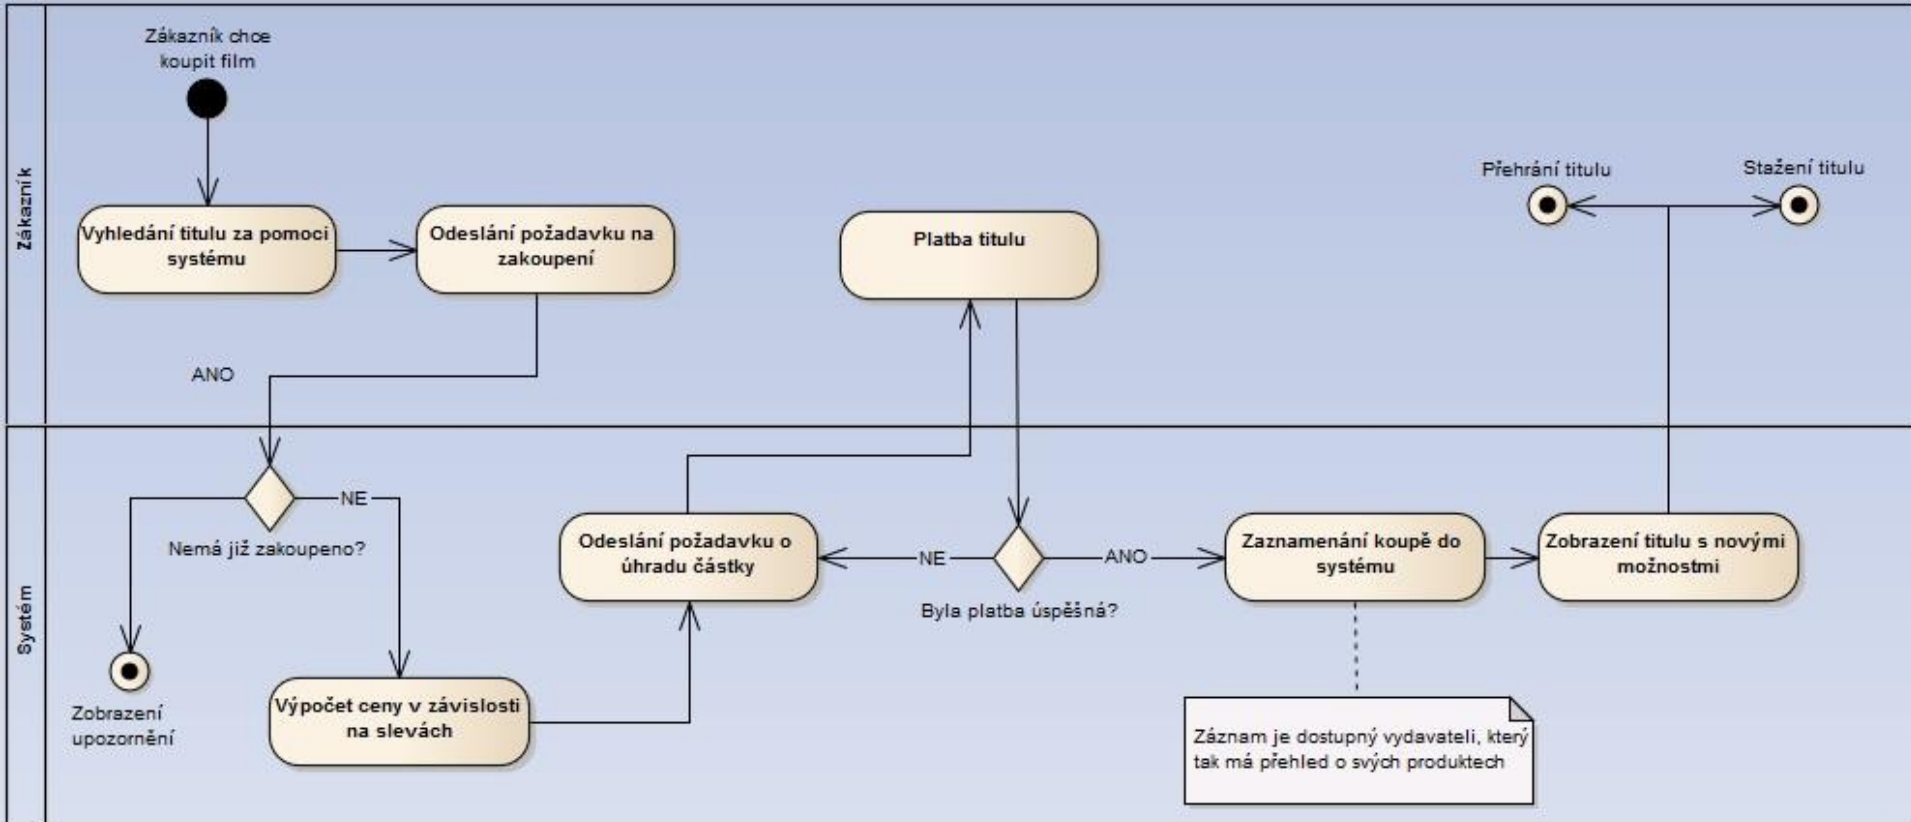 Zákazník
Zákazník chce
koupit film
Vyhledání titulu za pomoci
systému
Odeslání požadavku na
zakoupení
Platba titulu
Přehrání titulu
Stažení titulu
ANO
Systém
NE
Nemá již zakoupeno?
Zobrazení
upozornění
Výpočet ceny v závislosti
na slevách
Odeslání požadavku o
úhradu částky
NE
ANO
Byla platba úspěšná?
Zaznamenání koupě do
systému
Zobrazení titulu s novými
možnostmi
Záznam je dostupný vydavateli, který
tak má přehled o svých produktech